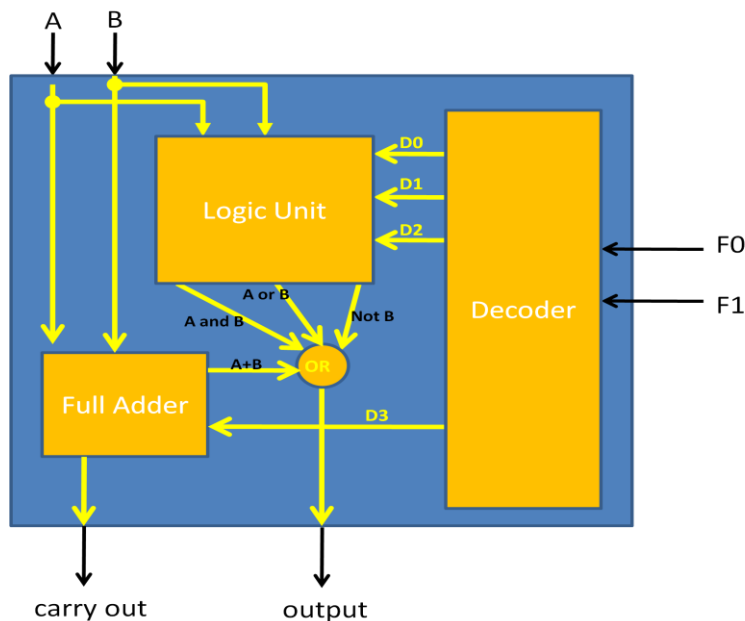 A B
D0
Logic Unit
D1
D2
F0
A or B
Not B
A and B
Decoder
F1
A+B
OR
Full Adder
D3
carry out
output